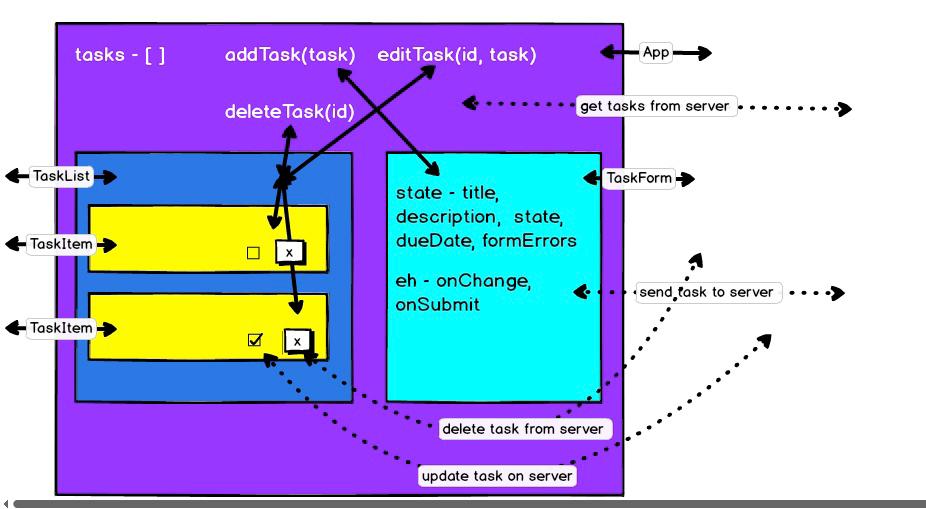 tasks - [ ]
addTask(task)
editTask(id, task)
App
get tasks from server
deleteTask(id)
TaskList
TaskForm
state - title,
description, state,
dueDate, formErrors
TaskItem
x
eh - onChange,
onSubmit
send task to server
TaskItem
x
delete task from server
update task on server